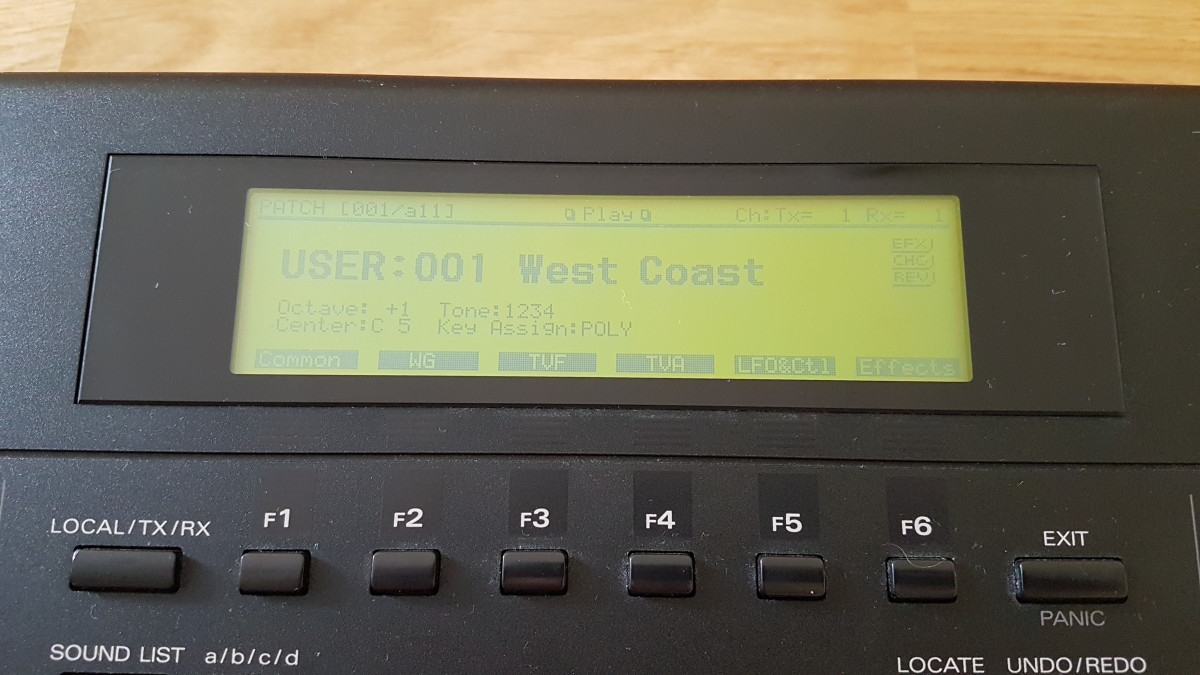 PATCH [001/a11] Play Ch:Tx= 1 Rx= 1
USER:001 West Coast
EFX
CHO
REV
Octave: +1 Tone:1234
Center:C 5 Key Assign:POLY
Common WG TVF TVA LFO&Ctl Effects
LOCAL/TX/RX F1 F2 F3 F4 F5 F6 EXIT
PANIC
SOUND LIST a/b/c/d LOCATE UNDO/REDO